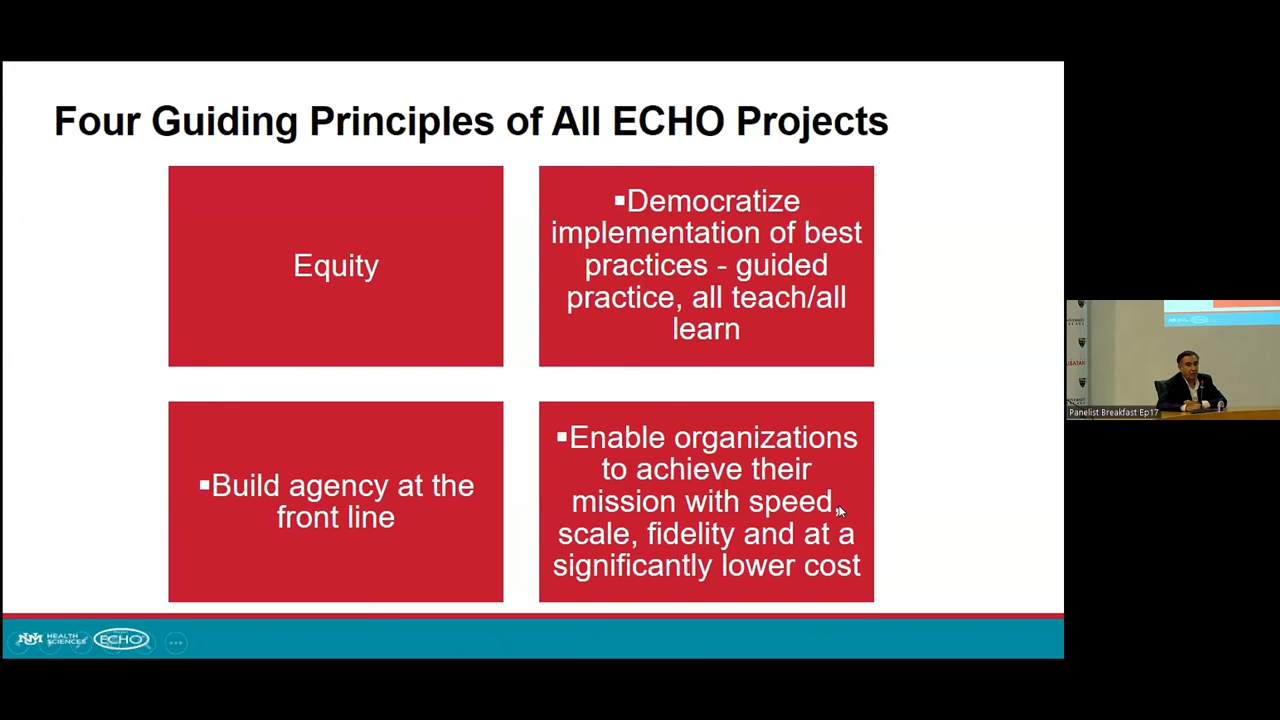 Four Guiding Principles of All ECHO Projects
Equity
▪Democratize
implementation of best
practices - guided
practice, all teach/all
learn
▪Build agency at the
front line
▪Enable organizations
to achieve their
mission with speed,
scale, fidelity and at a
significantly lower cost
HEALTH
SCIENCES
ECHO
Panelist Breakfast Ep17